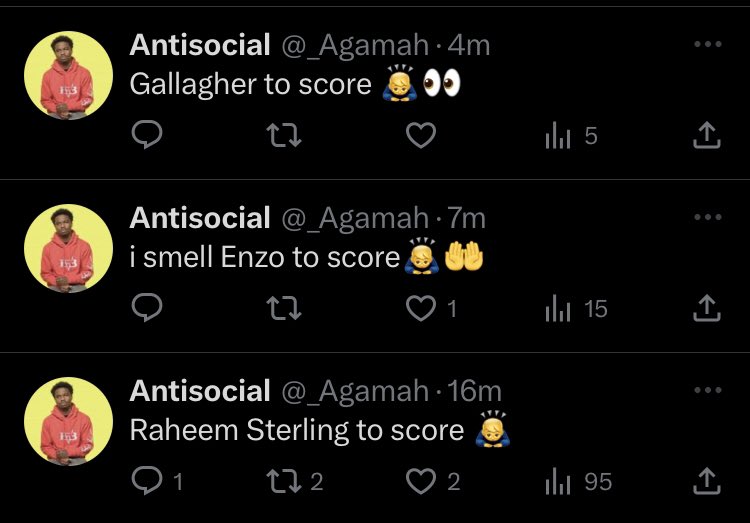 Antisocial @_Agamah · 4m
Gallagher to score 🙇👀
5
Antisocial @_Agamah · 7m
i smell Enzo to score🙇🤲
1 15
Antisocial @_Agamah · 16m
Raheem Sterling to score 🙇
1 2 2 95